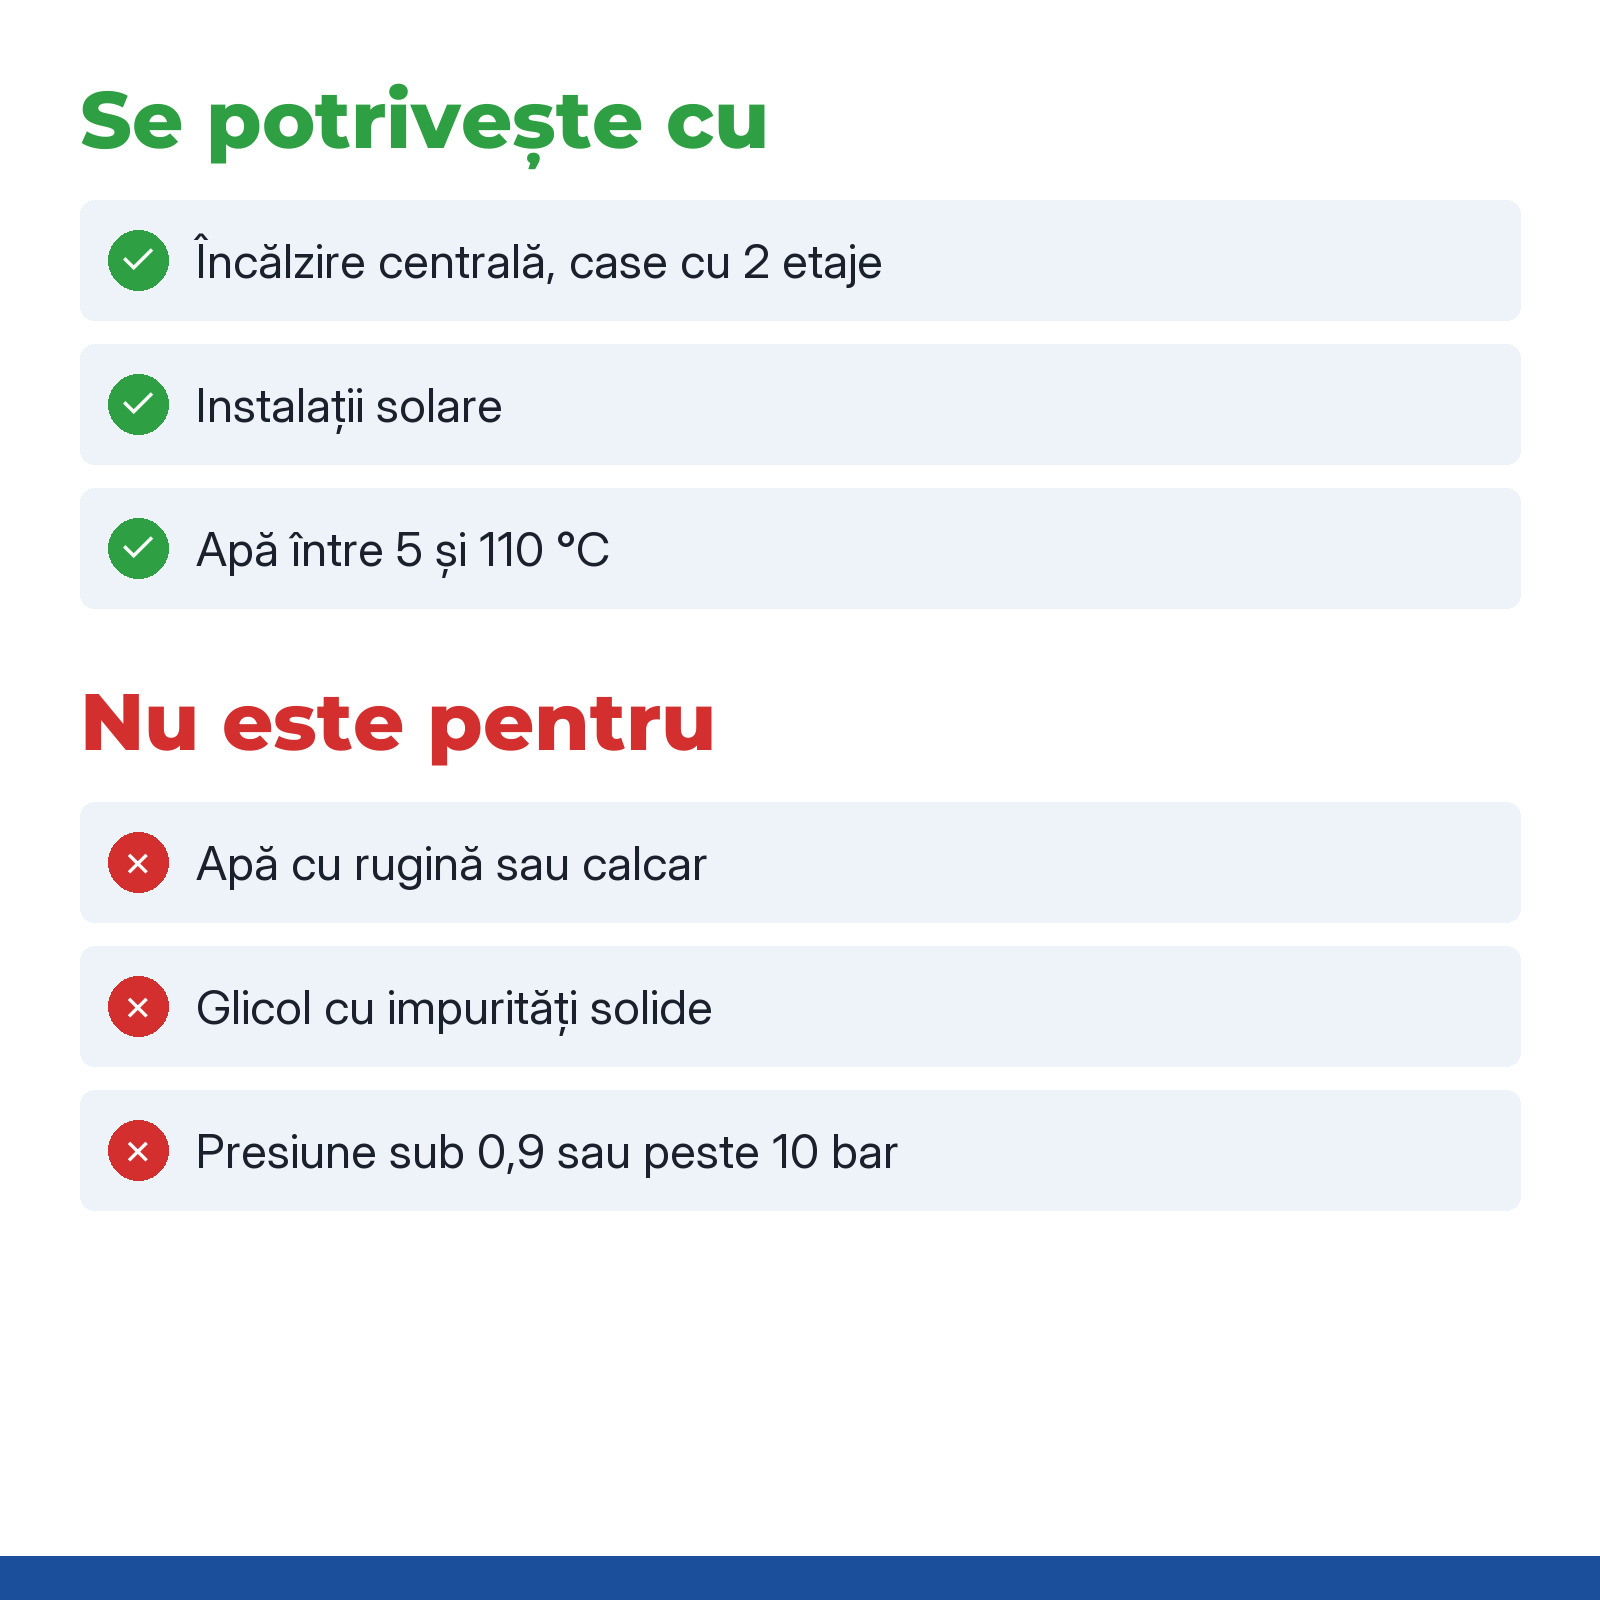 Se potrivește cu
Încălzire centrală, case cu 2 etaje
Instalații solare
Apă între 5 și 110 °C
Nu este pentru
Apă cu rugină sau calcar
Glicol cu impurități solide
Presiune sub 0,9 sau peste 10 bar